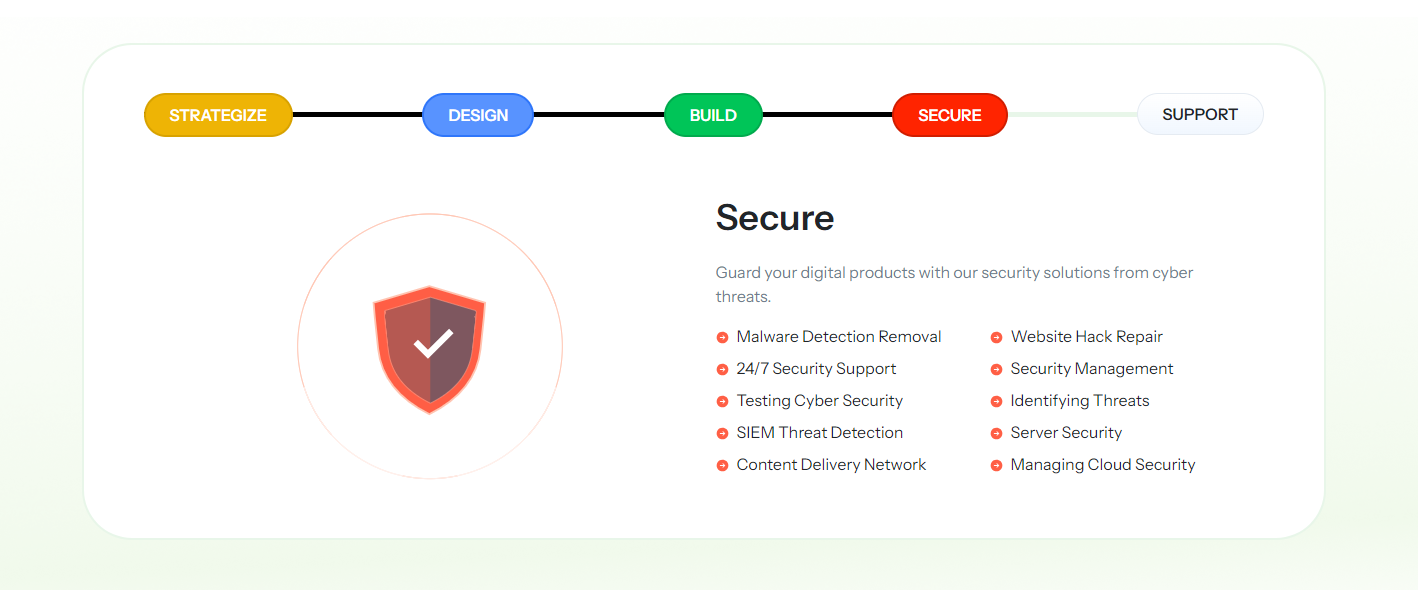 STRATEGIZE
DESIGN
BUILD
SECURE
SUPPORT
Secure
Guard your digital products with our security solutions from cyber
threats.
Malware Detection Removal
Website Hack Repair
24/7 Security Support
Security Management
Testing Cyber Security
Identifying Threats
SIEM Threat Detection
Server Security
Content Delivery Network
Managing Cloud Security